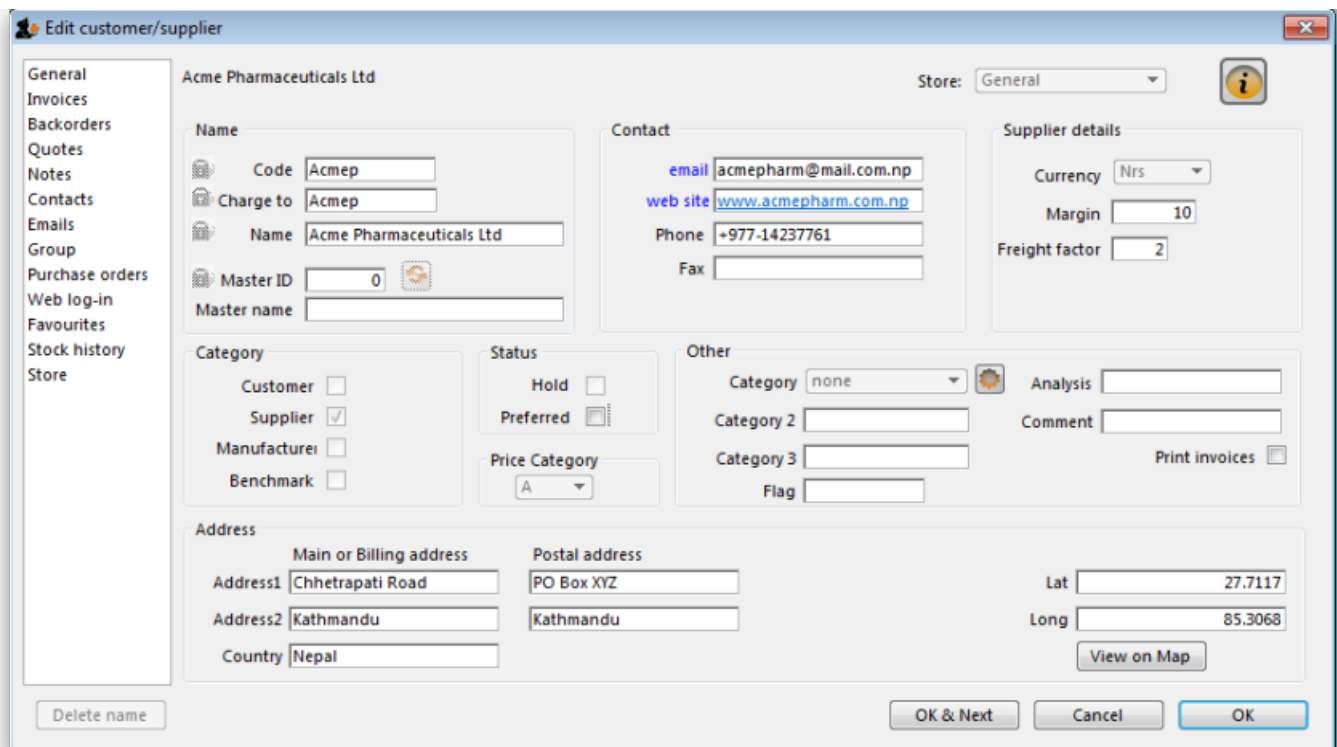 Edit customer/supplier
General
Invoices
Backorders
Quotes
Notes
Contacts
Emails
Group
Purchase orders
Web log-in
Favourites
Stock history
Store
Acme Pharmaceuticals Ltd
Store: General
Name
Code Acmep
Charge to Acmep
Name Acme Pharmaceuticals Ltd
Master ID 0
Master name
Contact
email acmepharm@mail.com.np
web site www.acmepharm.com.np
Phone +977-14237761
Fax
Supplier details
Currency Nrs
Margin 10
Freight factor 2
Category
Customer
Supplier
Manufacturer
Benchmark
Status
Hold
Preferred
Price Category
A
Other
Category none
Category 2
Category 3
Flag
Analysis
Comment
Print invoices
Address
Main or Billing address Postal address
Address1 Chhetrapati Road PO Box XYZ
Address2 Kathmandu Kathmandu
Country Nepal
Lat 27.7117
Long 85.3068
View on Map
Delete name
OK & Next Cancel OK